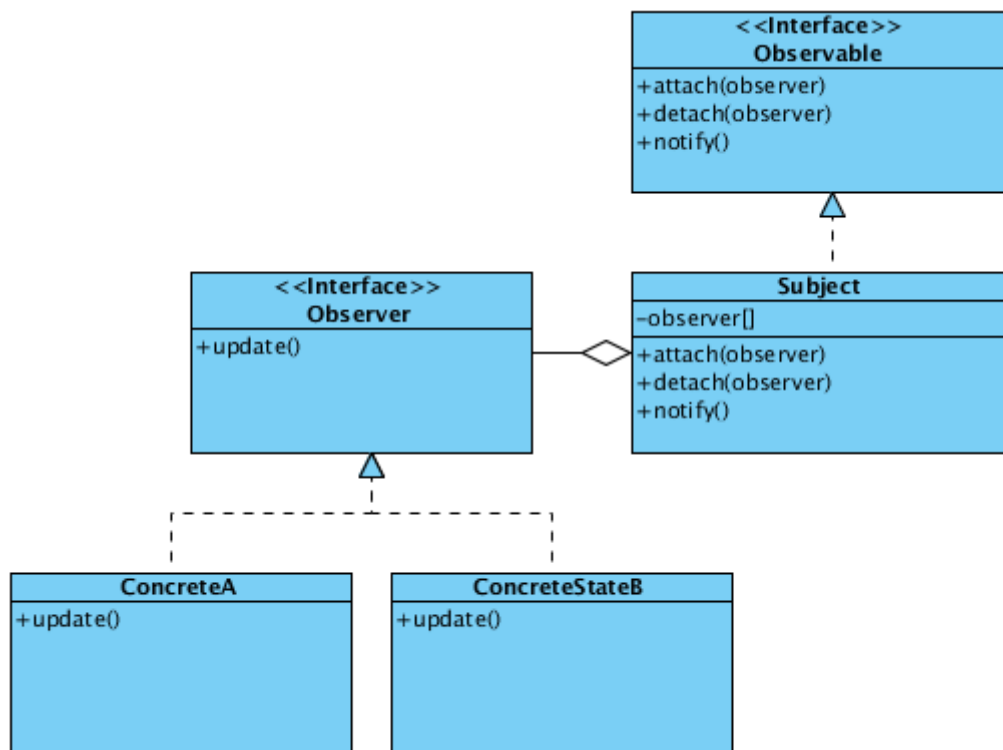 <<Interface>>
Observable
+attach(observer)
+detach(observer)
+notify()
<<Interface>>
Observer
+update()
Subject
-observer[]
+attach(observer)
+detach(observer)
+notify()
ConcreteA
+update()
ConcreteStateB
+update()